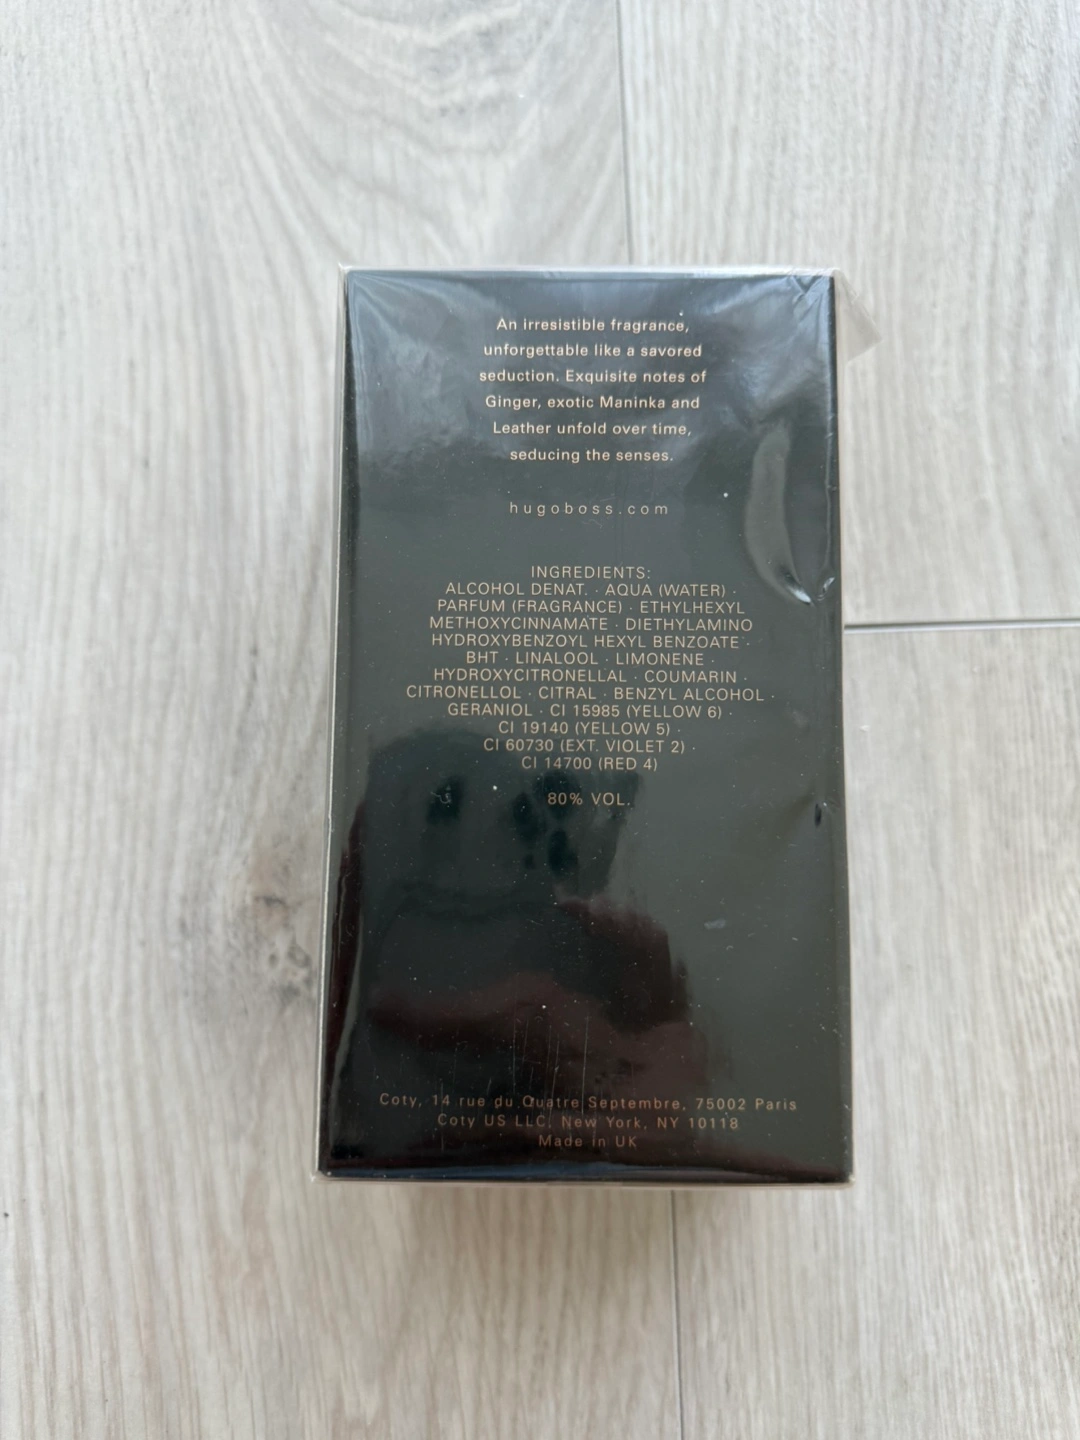 An irresistible fragrance,
unforgettable like a savored
seduction. Exquisite notes of
Ginger, exotic Maninka and
Leather unfold over time,
seducing the senses.
hugoboss.com
INGREDIENTS:
ALCOHOL DENAT. · AQUA (WATER) ·
PARFUM (FRAGRANCE) · ETHYLHEXYL
METHOXYCINNAMATE · DIETHYLAMINO
HYDROXYBENZOYL HEXYL BENZOATE ·
BHT · LINALOOL · LIMONENE ·
HYDROXYCITRONELLAL · COUMARIN ·
CITRONELLOL · CITRAL · BENZYL ALCOHOL ·
GERANIOL · CI 15985 (YELLOW 6) ·
CI 19140 (YELLOW 5) ·
CI 60730 (EXT. VIOLET 2) ·
CI 14700 (RED 4)
80% VOL.
Coty, 14 rue du Quatre Septembre, 75002 Paris
Coty US LLC, New York, NY 10118
Made in UK